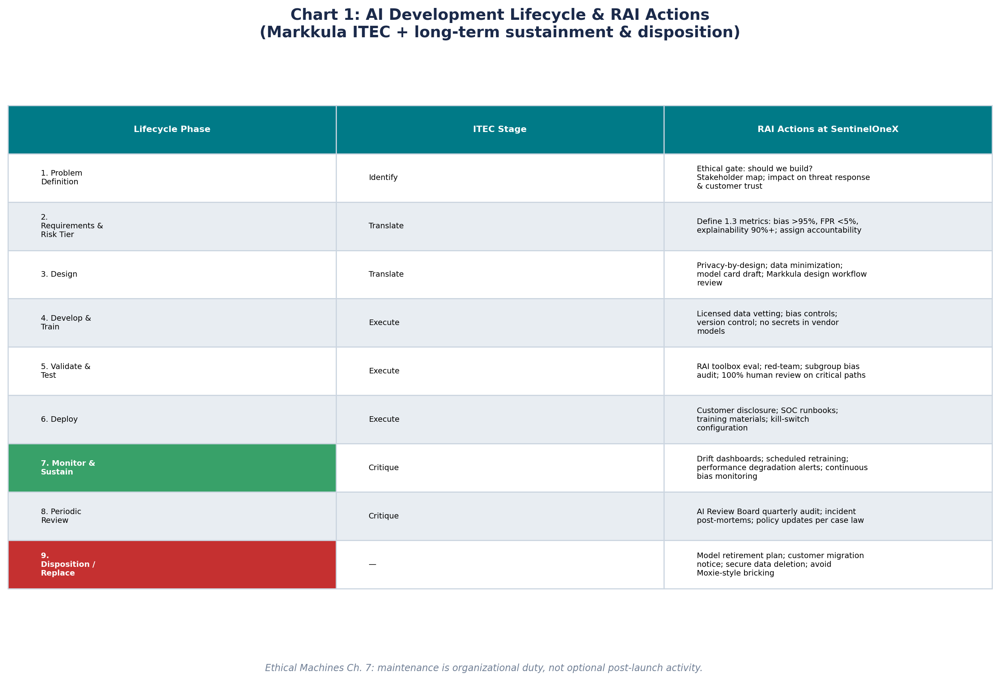 Chart 1: AI Development Lifecycle & RAI Actions
(Markkula ITEC + long-term sustainment & disposition)
Lifecycle Phase
ITEC Stage
RAI Actions at SentinelOneX
1. Problem
Definition
Identify
Ethical gate: should we build?
Stakeholder map; impact on threat response
& customer trust
2.
Requirements &
Risk Tier
Translate
Define 1.3 metrics: bias >95%, FPR <5%,
explainability 90%+; assign accountability
3. Design
Translate
Privacy-by-design; data minimization;
model card draft; Markkula design workflow
review
4. Develop &
Train
Execute
Licensed data vetting; bias controls;
version control; no secrets in vendor
models
5. Validate &
Test
Execute
RAI toolbox eval; red-team; subgroup bias
audit; 100% human review on critical paths
6. Deploy
Execute
Customer disclosure; SOC runbooks;
training materials; kill-switch
configuration
7. Monitor &
Sustain
Critique
Drift dashboards; scheduled retraining;
performance degradation alerts; continuous
bias monitoring
8. Periodic
Review
Critique
AI Review Board quarterly audit; incident
post-mortems; policy updates per case law
9.
Disposition /
Replace
—
Model retirement plan; customer migration
notice; secure data deletion; avoid
Moxie-style bricking
Ethical Machines Ch. 7: maintenance is organizational duty, not optional post-launch activity.